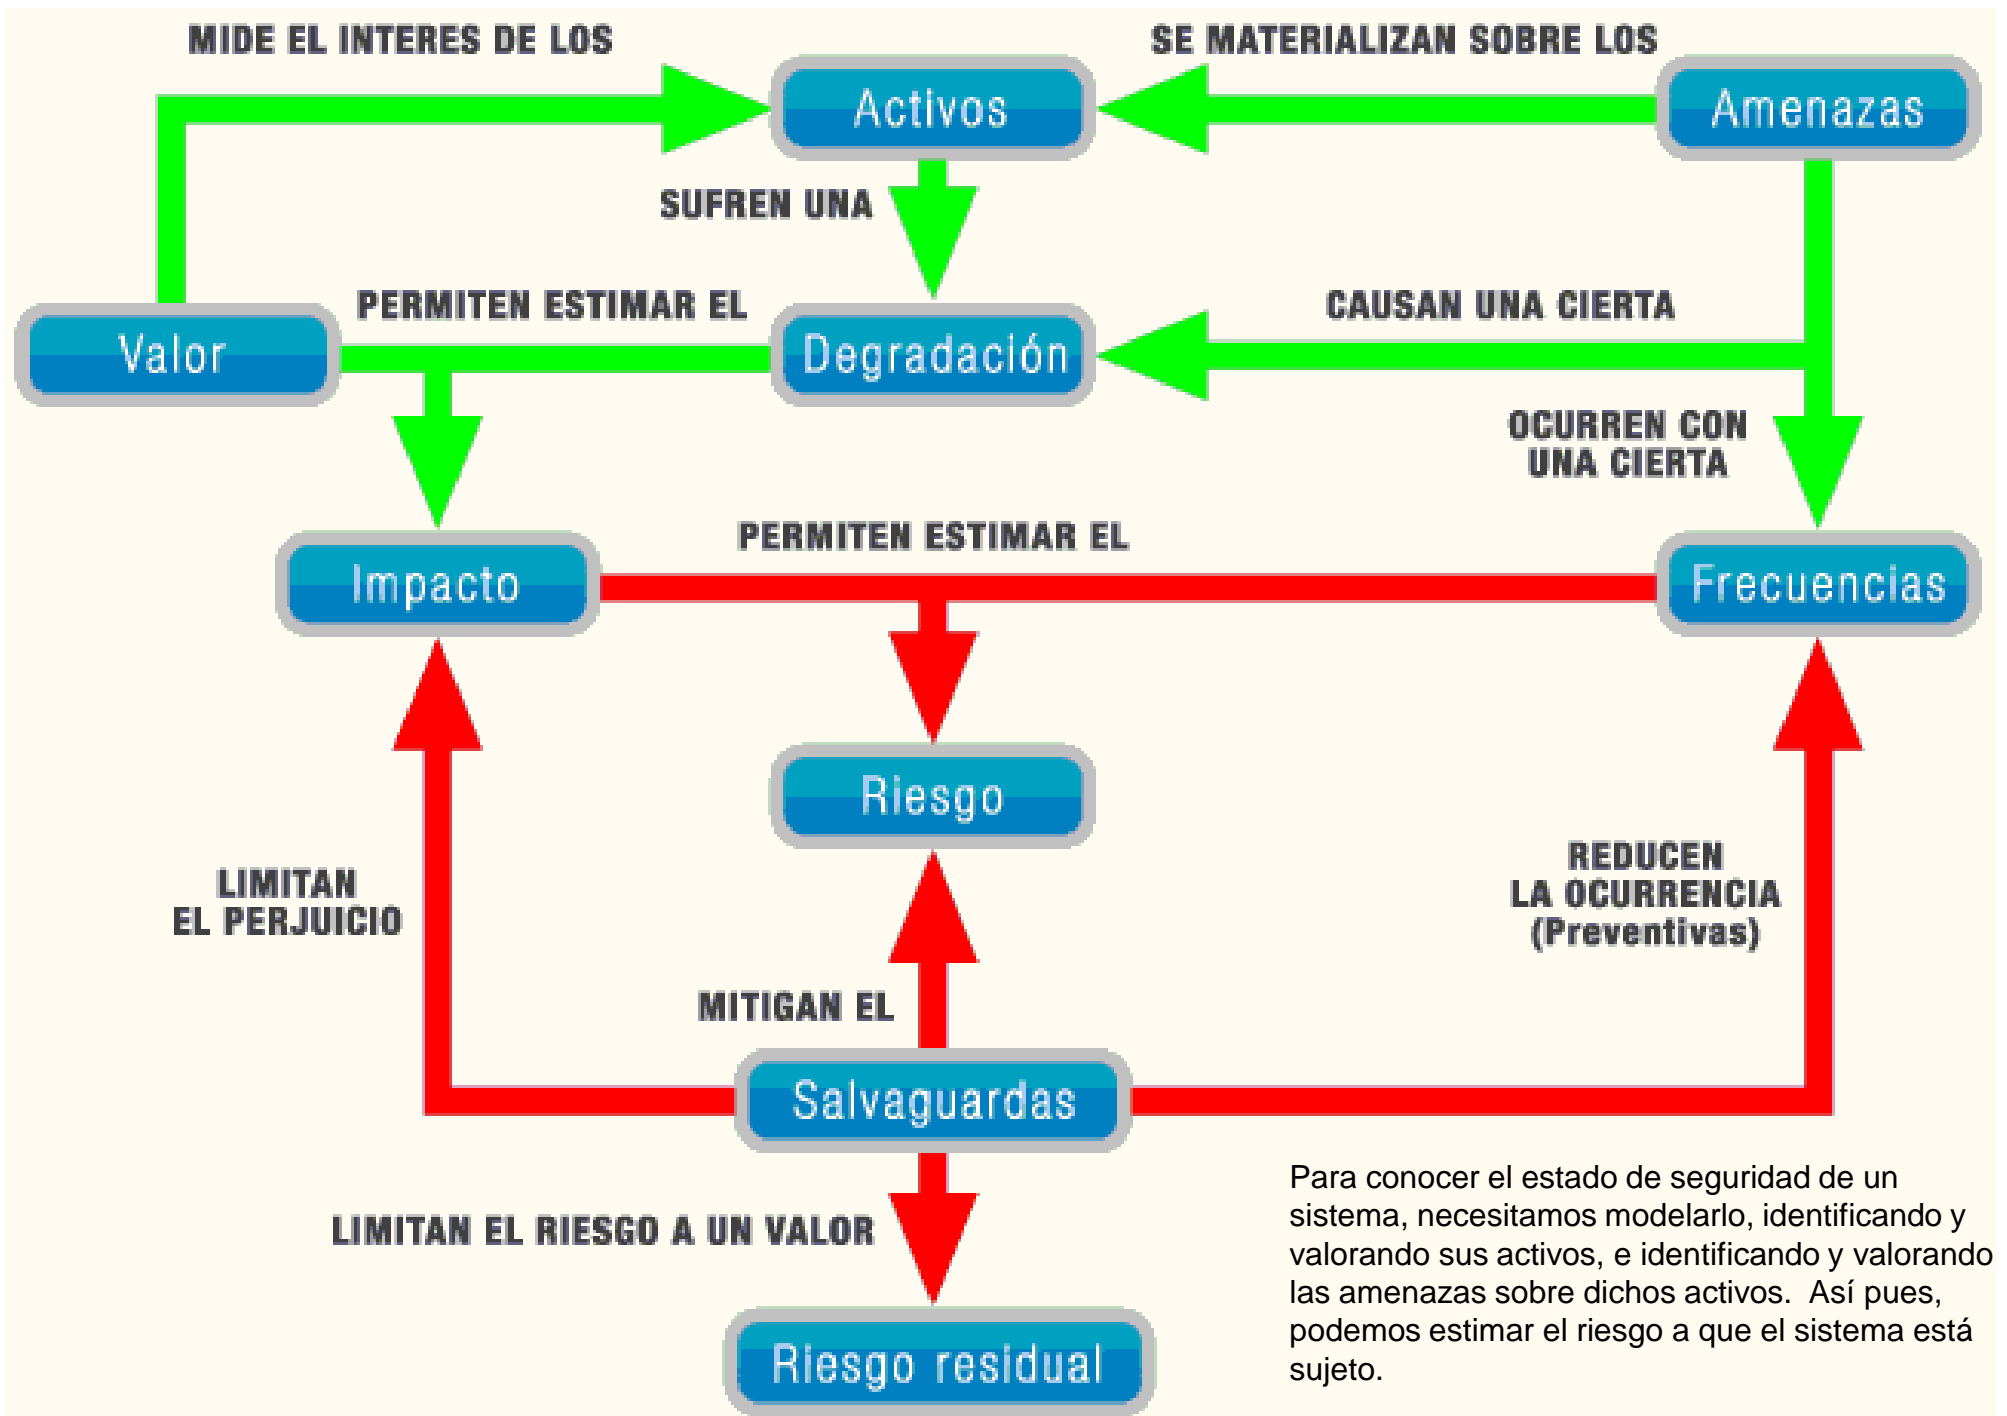 MIDE EL INTERES DE LOS
SE MATERIALIZAN SOBRE LOS
Activos
Amenazas
SUFREN UNA
PERMITEN ESTIMAR EL
CAUSAN UNA CIERTA
Valor
Degradación
OCURREN CON
UNA CIERTA
PERMITEN ESTIMAR EL
Impacto
Frecuencias
Riesgo
LIMITAN
EL PERJUICIO
REDUCEN
LA OCURRENCIA
(Preventivas)
MITIGAN EL
Salvaguardas
LIMITAN EL RIESGO A UN VALOR
Riesgo residual
Para conocer el estado de seguridad de un
sistema, necesitamos modelarlo, identificando y
valorando sus activos, e identificando y valorando
las amenazas sobre dichos activos.  Así pues,
podemos estimar el riesgo a que el sistema está
sujeto.